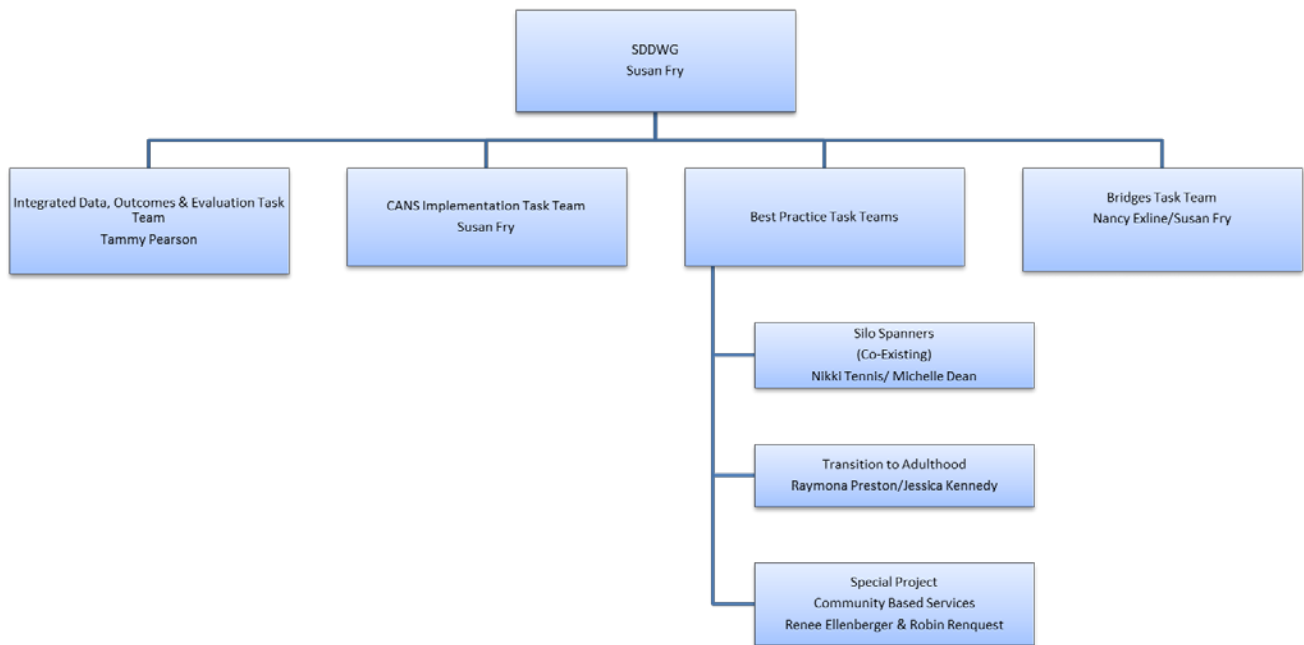 SDDWG
Susan Fry
Integrated Data, Outcomes & Evaluation Task
Team
Tammy Pearson
CANS Implementation Task Team
Susan Fry
Best Practice Task Teams
Bridges Task Team
Nancy Exline/Susan Fry
Silo Spanners
(Co-Existing)
Nikki Tennis/ Michelle Dean
Transition to Adulthood
Raymona Preston/Jessica Kennedy
Special Project
Community Based Services
Renee Ellenberger & Robin Renquest